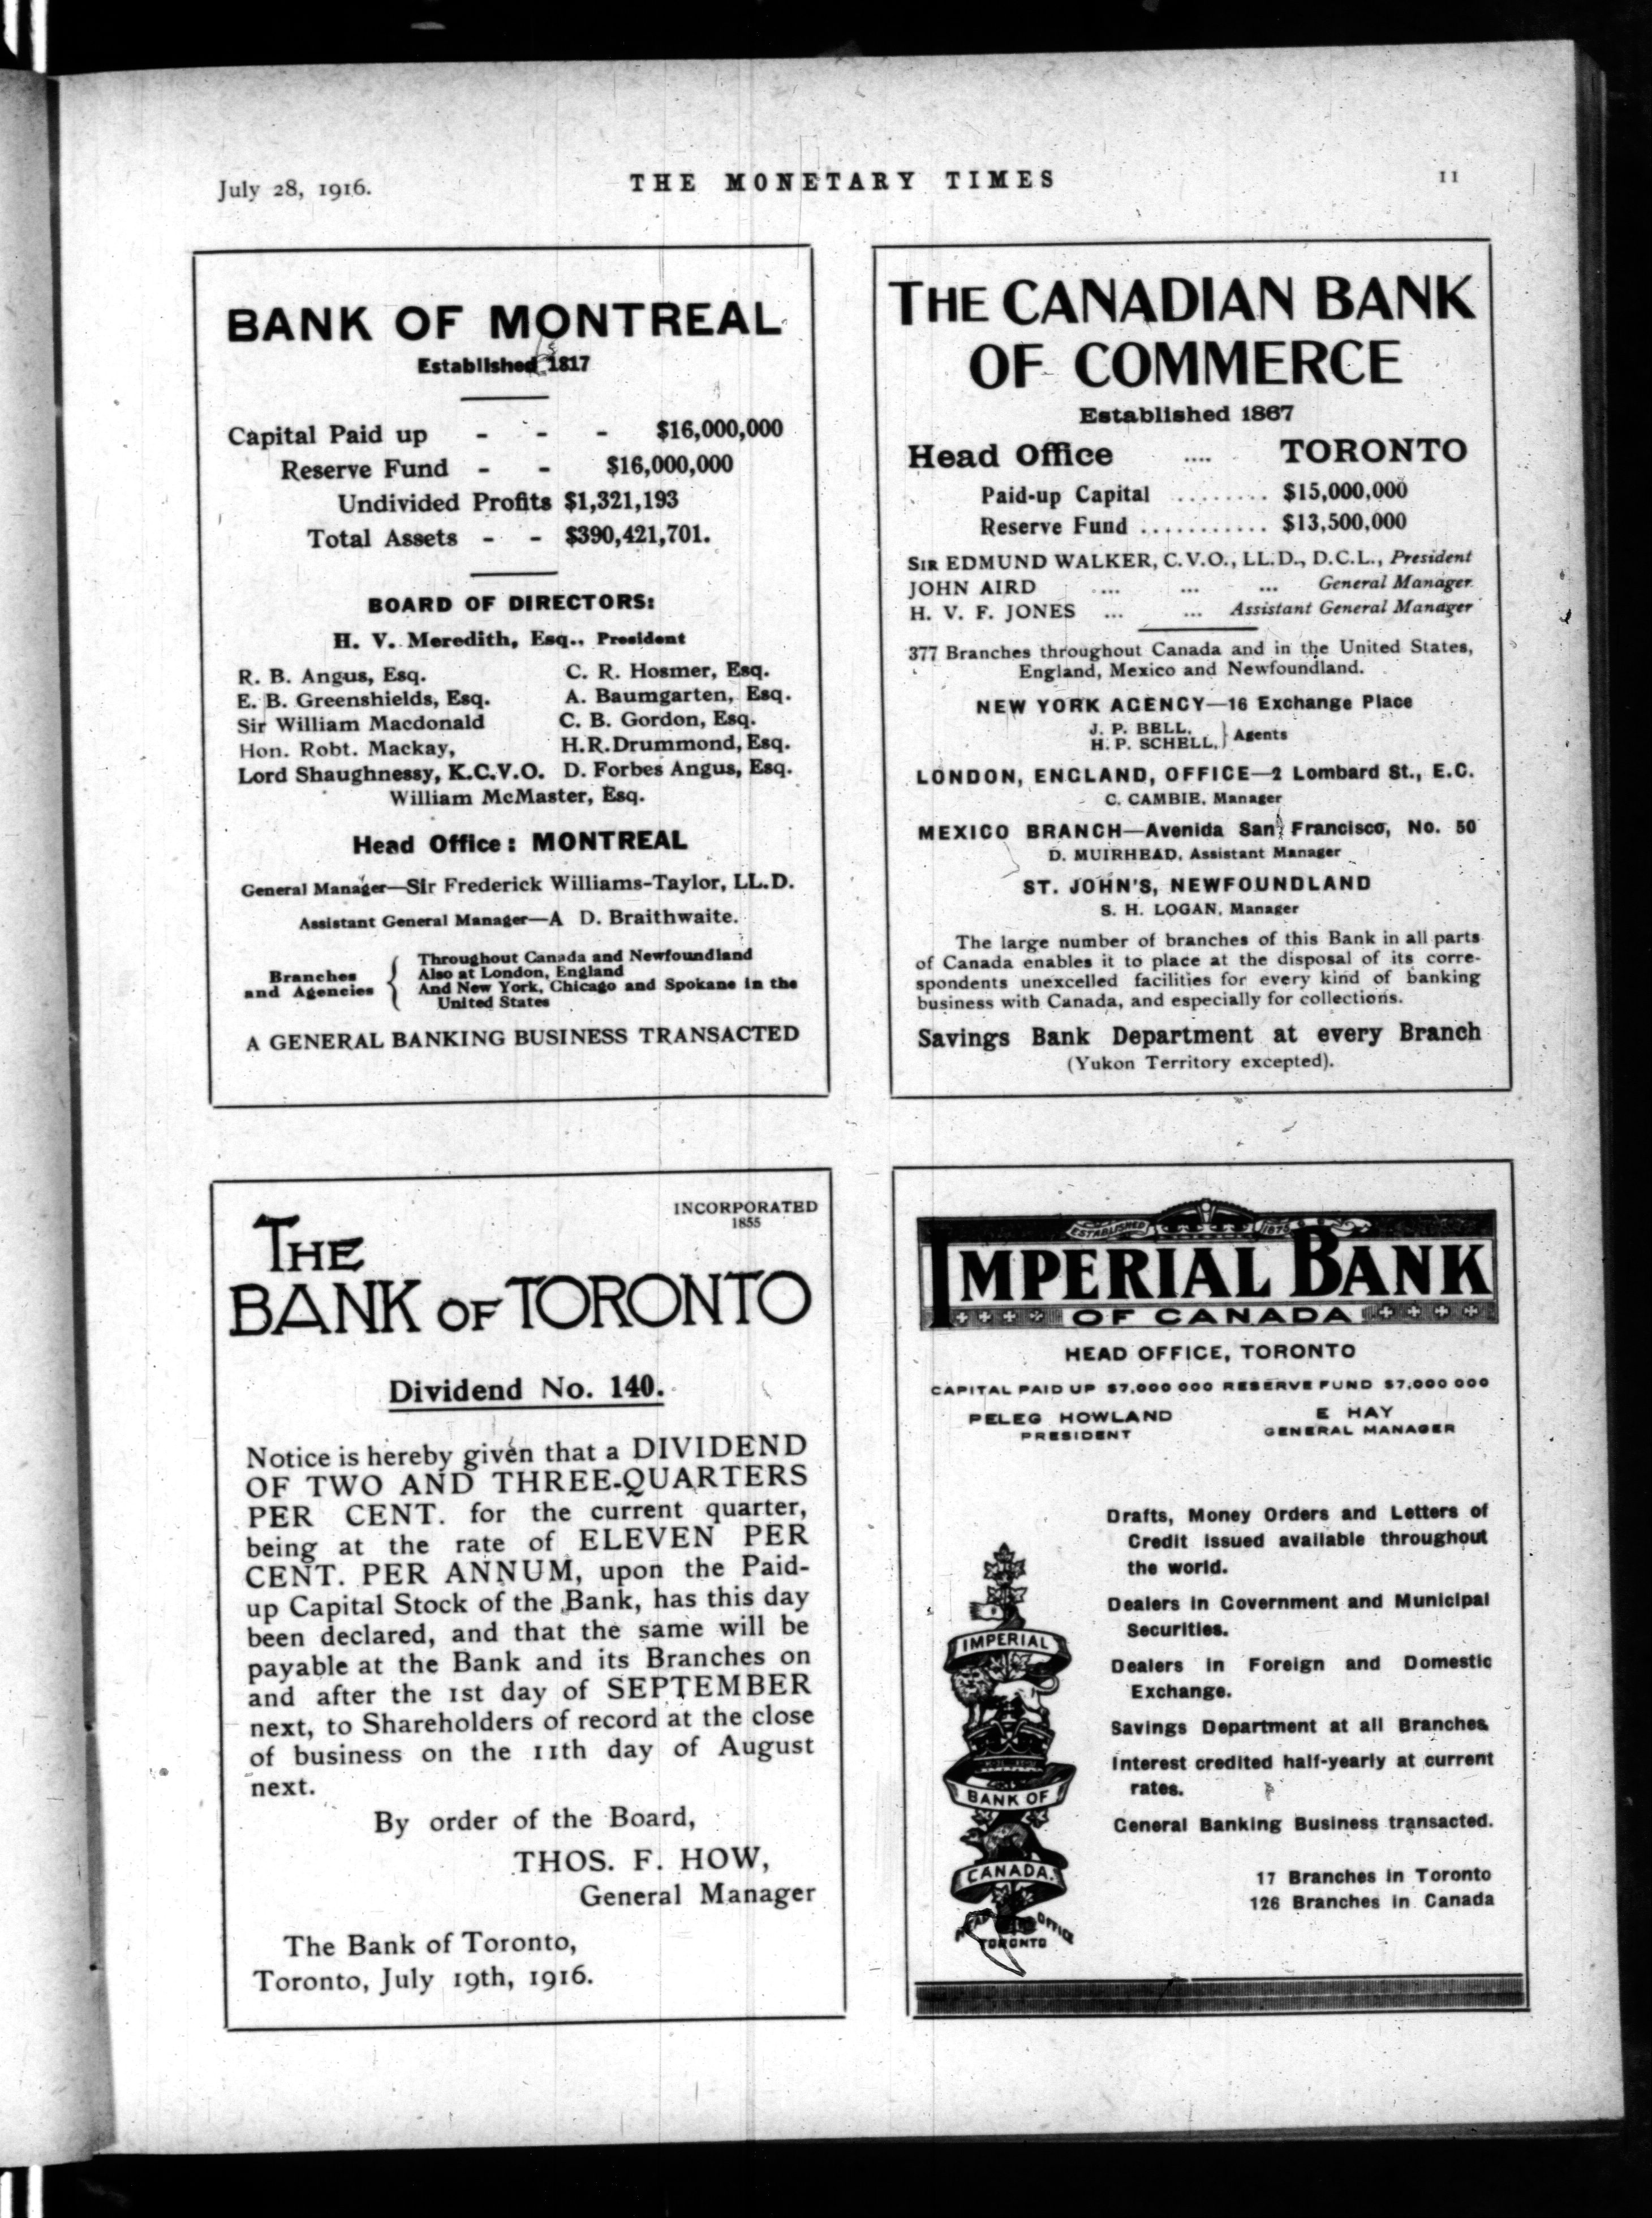 July 28, 1916.
THE MONETARY TIMES
11
BANK OF MONTREAL
Established 1817
Capital Paid up - - - $16,000,000
Reserve Fund - - $16,000,000
Undivided Profits $1,321,193
Total Assets - - $390,421,701.
BOARD OF DIRECTORS:
H. V. Meredith, Esq., President
R. B. Angus, Esq. C. R. Hosmer, Esq.
E. B. Greenshields, Esq. A. Baumgarten, Esq.
Sir William Macdonald C. B. Gordon, Esq.
Hon. Robt. Mackay, H.R. Drummond, Esq.
Lord Shaughnessy, K.C.V.O. D. Forbes Angus, Esq.
William McMaster, Esq.
Head Office: MONTREAL
General Manager—Sir Frederick Williams-Taylor, LL.D.
Assistant General Manager—A D. Braithwaite.
Branches and Agencies
Throughout Canada and Newfoundland
Also at London, England
And New York, Chicago and Spokane in the
United States
A GENERAL BANKING BUSINESS TRANSACTED
THE CANADIAN BANK
OF COMMERCE
Established 1867
Head Office .... TORONTO
Paid-up Capital ........ $15,000,000
Reserve Fund ........... $13,500,000
SIR EDMUND WALKER, C.V.O., LL.D., D.C.L., President
JOHN AIRD ... ... ... General Manager
H. V. F. JONES ... ... Assistant General Manager
377 Branches throughout Canada and in the United States,
England, Mexico and Newfoundland.
NEW YORK AGENCY—16 Exchange Place
J. P. BELL,
H. P. SCHELL, } Agents
LONDON, ENGLAND, OFFICE—2 Lombard St., E.C.
C. CAMBIE, Manager
MEXICO BRANCH—Avenida San Francisco, No. 50
D. MUIRHEAD, Assistant Manager
ST. JOHN'S, NEWFOUNDLAND
S. H. LOGAN, Manager
The large number of branches of this Bank in all parts
of Canada enables it to place at the disposal of its corre-
spondents unexcelled facilities for every kind of banking
business with Canada, and especially for collections.
Savings Bank Department at every Branch
(Yukon Territory excepted).
INCORPORATED
1855
THE
BANK OF TORONTO
Dividend No. 140.
Notice is hereby given that a DIVIDEND
OF TWO AND THREE-QUARTERS
PER CENT. for the current quarter,
being at the rate of ELEVEN PER
CENT. PER ANNUM, upon the Paid-
up Capital Stock of the Bank, has this day
been declared, and that the same will be
payable at the Bank and its Branches on
and after the 1st day of SEPTEMBER
next, to Shareholders of record at the close
of business on the 11th day of August
next.
By order of the Board,
THOS. F. HOW,
General Manager
The Bank of Toronto,
Toronto, July 19th, 1916.
ESTABLISHED 1875
IMPERIAL BANK
OF CANADA
HEAD OFFICE, TORONTO
CAPITAL PAID UP $7,000 000 RESERVE FUND $7,000 000
PELEG HOWLAND E HAY
PRESIDENT GENERAL MANAGER
Drafts, Money Orders and Letters of
Credit issued available throughout
the world.
Dealers in Government and Municipal
Securities.
Dealers in Foreign and Domestic
Exchange.
Savings Department at all Branches
Interest credited half-yearly at current
rates.
General Banking Business transacted.
17 Branches in Toronto
126 Branches in Canada
IMPERIAL
BANK OF
CANADA.
HEAD OFFICE
TORONTO